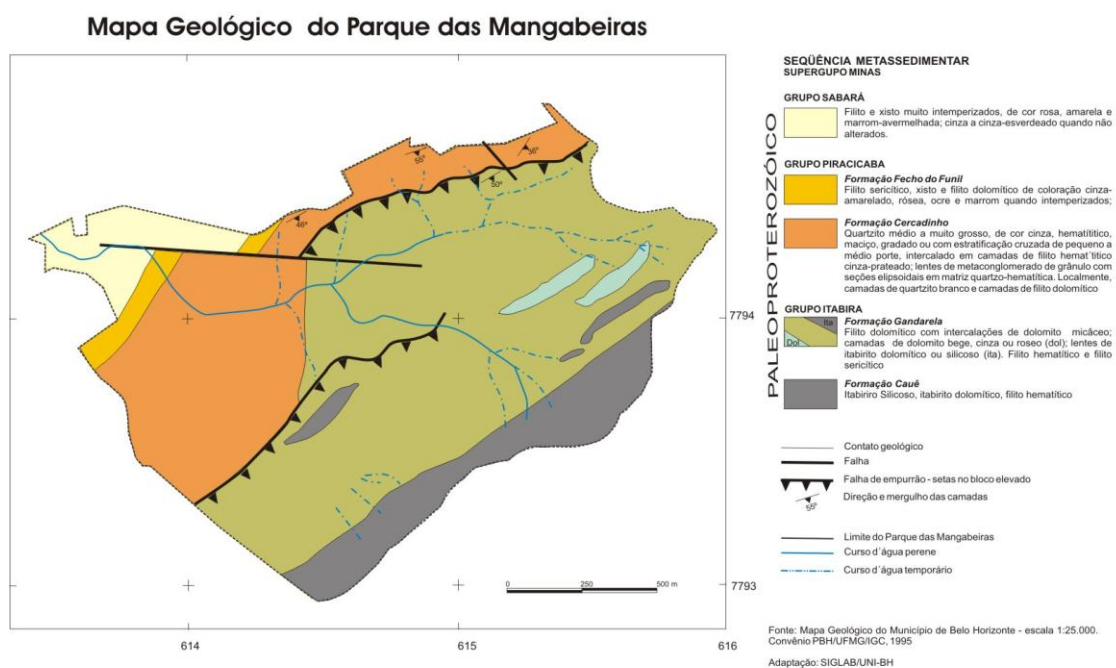 Mapa Geológico do Parque das Mangabeiras
55º
36º
50º
46º
7794
7793
614
615
616
0 250 500 m
PALEOPROTEROZÓICO
SEQÜÊNCIA METASSEDIMENTAR
SUPERGUPO MINAS
GRUPO SABARÁ
Filito e xisto muito intemperizados, de cor rosa, amarela e
marrom-avermelhada; cinza a cinza-esverdeado quando não
alterados.
GRUPO PIRACICABA
Formação Fecho do Funil
Filito sericítico, xisto e filito dolomítico de coloração cinza-
amarelado, rósea, ocre e marrom quando intemperizados;
Formação Cercadinho
Quartzito médio a muito grosso, de cor cinza, hematítitico,
maciço, gradado ou com estratificação cruzada de pequeno a
médio porte, intercalado em camadas de filito hemat´titico
cinza-prateado; lentes de metaconglomerado de grânulo com
seções elipsoidais em matriz quartzo-hematítica. Localmente,
camadas de quartzito branco e camadas de filito dolomítico
GRUPO ITABIRA
Ita
Dol
Formação Gandarela
Filito dolomítico com intercalações de dolomito micáceo;
camadas de dolomito bege, cinza ou roseo (dol); lentes de
itabirito dolomítico ou silicoso (ita). Filito hematítico e filito
sericítico
Formação Cauê
Itabiriro Silicoso, itabirito dolomítico, filito hematítico
Contato geológico
Falha
Falha de empurrão - setas no bloco elevado
Direção e mergulho das camadas
55º
Limite do Parque das Mangabeiras
Curso d´água perene
Curso d´água temporário
Fonte: Mapa Geológico do Município de Belo Horizonte - escala 1:25.000.
Convênio PBH/UFMG/IGC, 1995
Adaptação: SIGLAB/UNI-BH